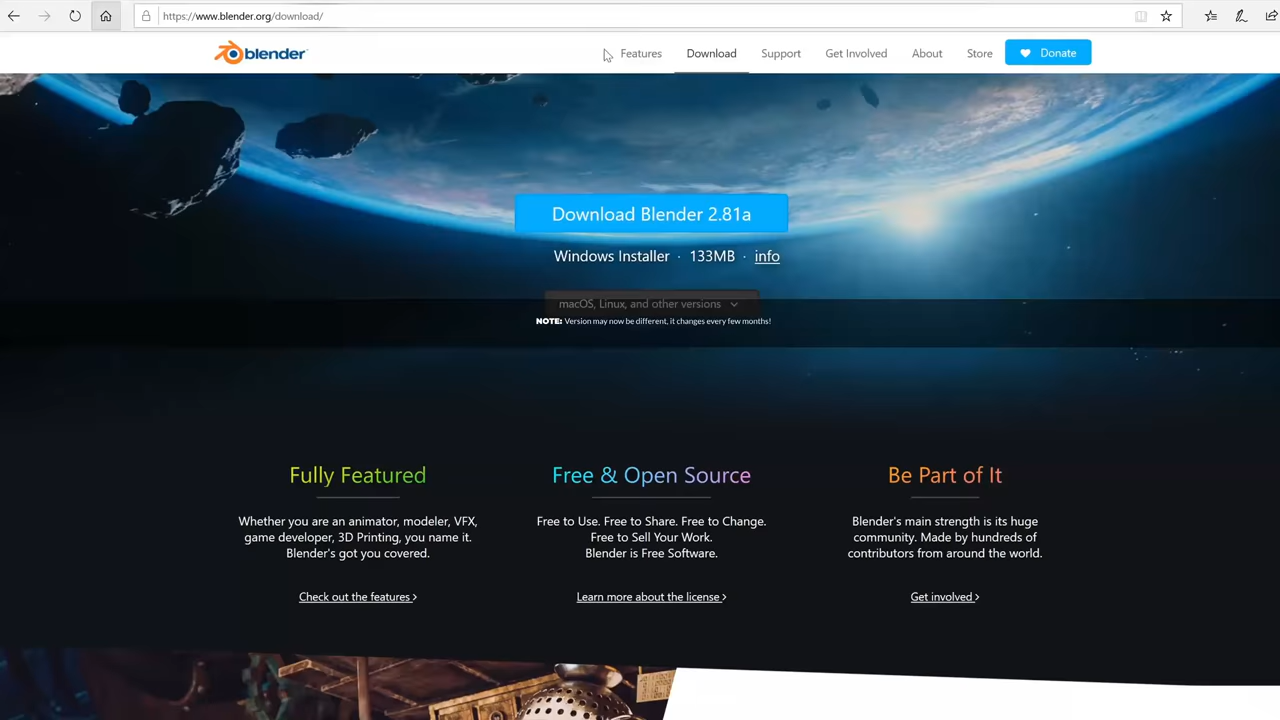 https://www.blender.org/download/
blender
Features
Download
Support
Get Involved
About
Store
Donate
Download Blender 2.81a
Windows Installer · 133MB · info
macOS, Linux, and other versions
NOTE: Version may now be different, it changes every few months!
Fully Featured
Whether you are an animator, modeler, VFX,
game developer, 3D Printing, you name it.
Blender's got you covered.
Check out the features ›
Free & Open Source
Free to Use. Free to Share. Free to Change.
Free to Sell Your Work.
Blender is Free Software.
Learn more about the license ›
Be Part of It
Blender's main strength is its huge
community. Made by hundreds of
contributors from around the world.
Get involved ›